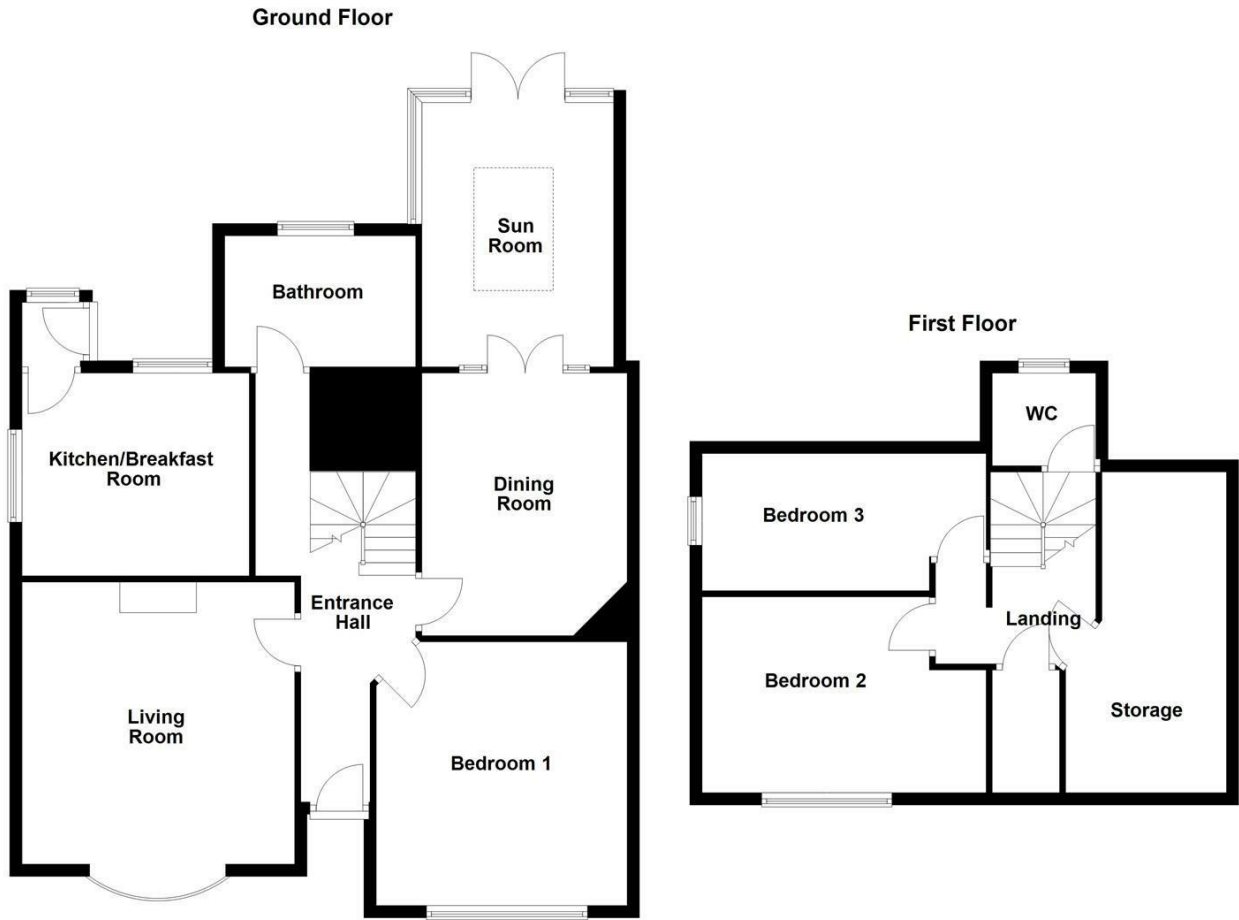 Ground Floor
Sun
Room
Bathroom
Kitchen/Breakfast
Room
Dining
Room
Entrance
Hall
Living
Room
Bedroom 1
First Floor
WC
Bedroom 3
Landing
Bedroom 2
Storage